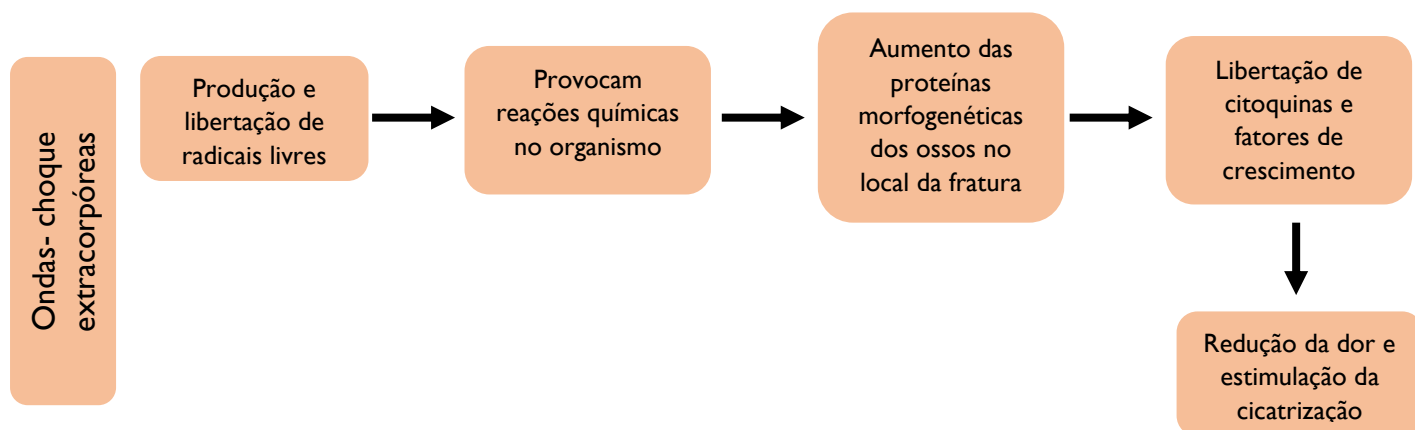 Ondas- choque
extracorpóreas
Produção e
libertação de
radicais livres
Provocam
reações químicas
no organismo
Aumento das
proteínas
morfogenéticas
dos ossos no
local da fratura
Libertação de
citoquinas e
fatores de
crescimento
Redução da dor e
estimulação da
cicatrização